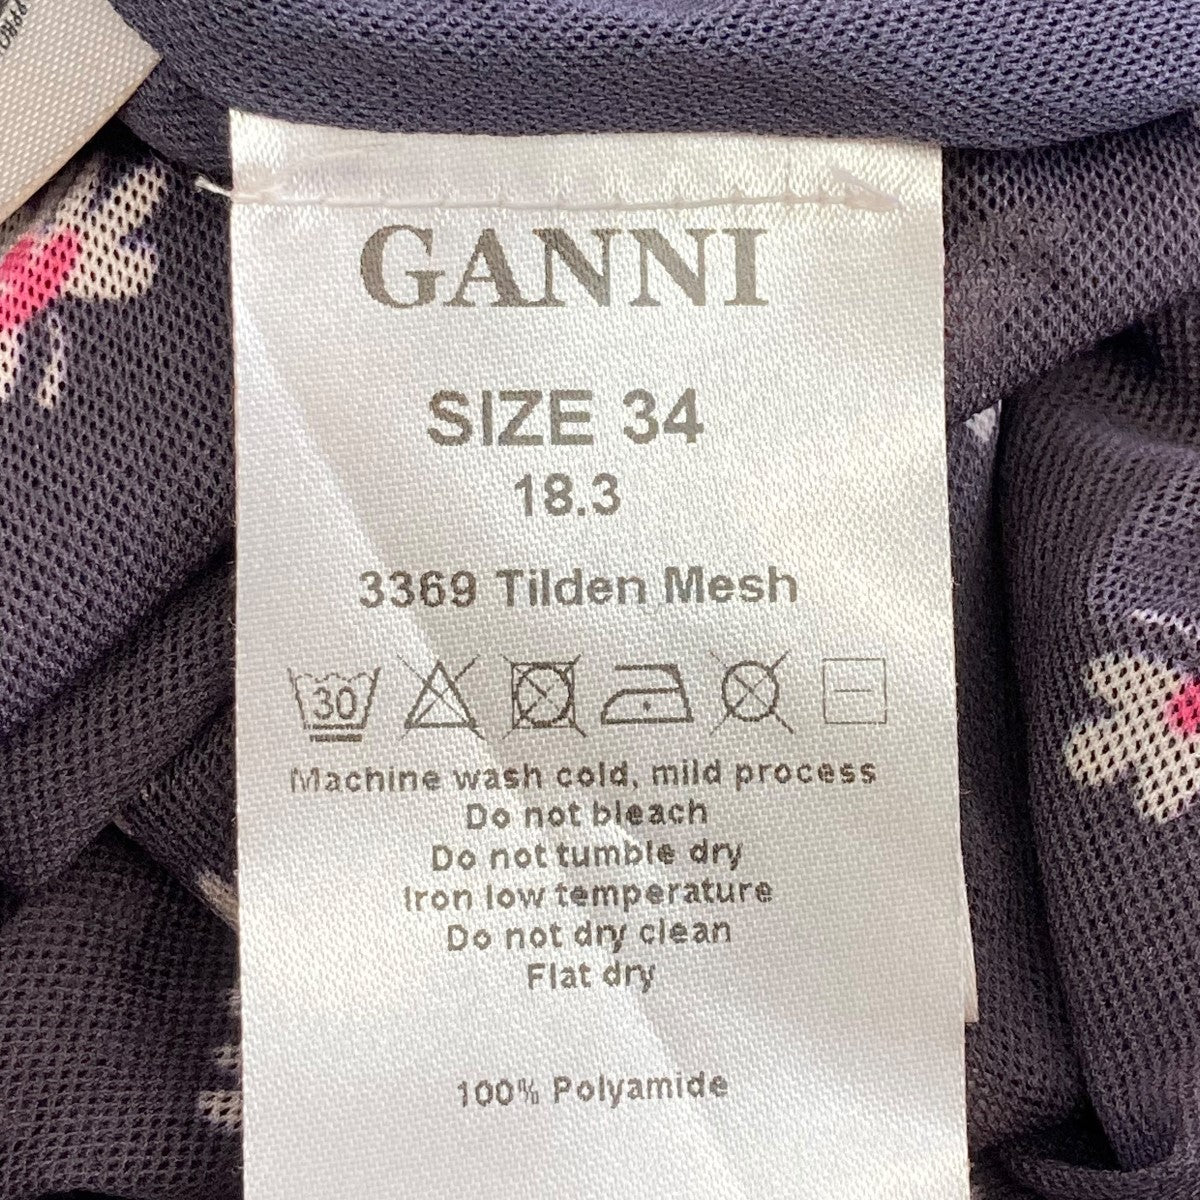 GANNI
SIZE 34
18.3
3369 Tilden Mesh
30
Machine wash cold, mild process
Do not bleach
Do not tumble dry
Iron low temperature
Do not dry clean
Flat dry
100% Polyamide